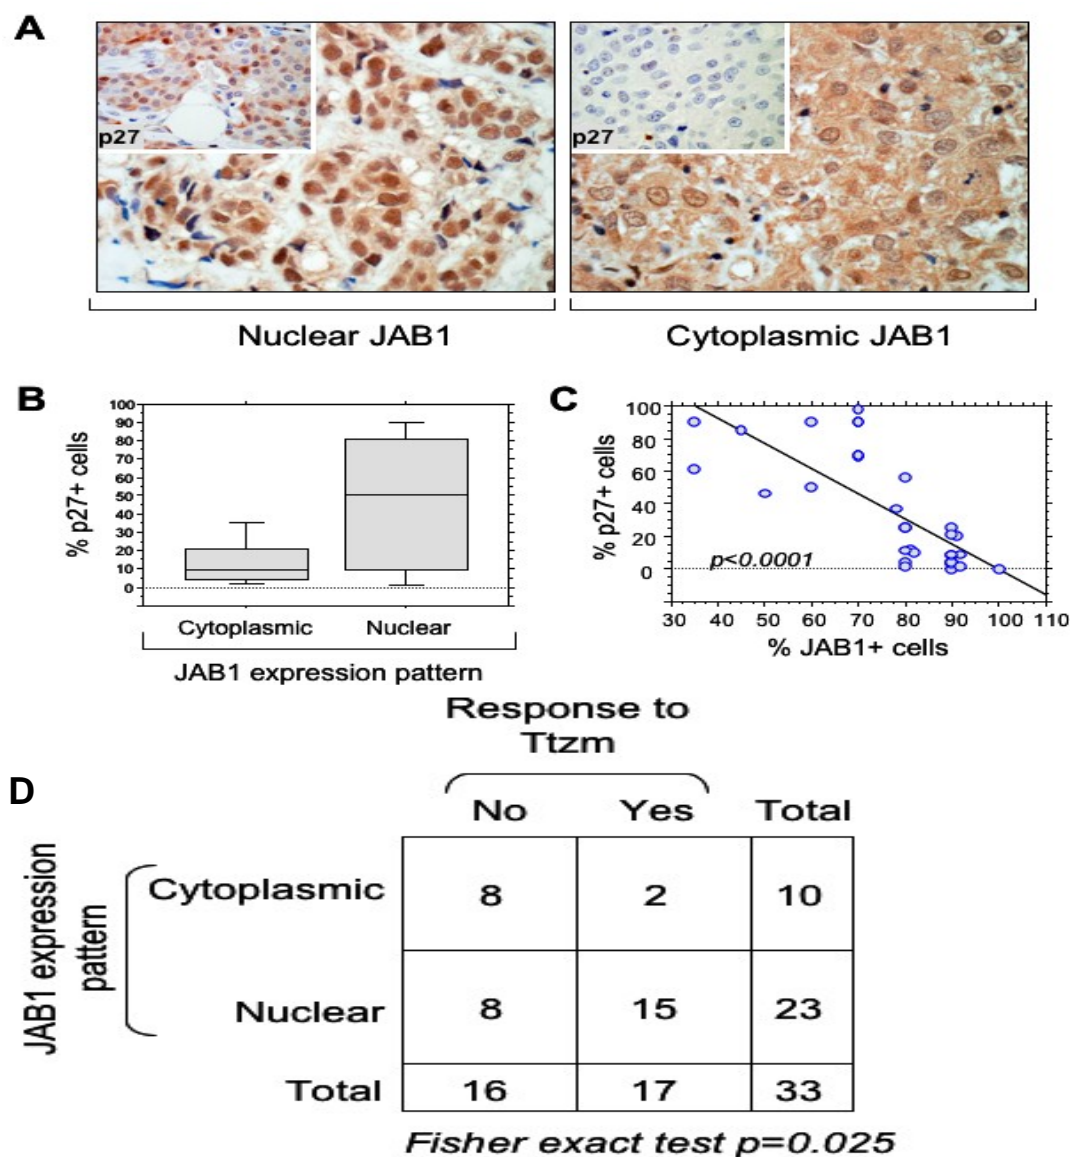 A
p27
p27
Nuclear JAB1
Cytoplasmic JAB1
B
% p27+ cells
100
90
80
70
60
50
40
30
20
10
0
Cytoplasmic Nuclear
JAB1 expression pattern
C
% p27+ cells
100
80
60
40
20
0
p<0.0001
30 40 50 60 70 80 90 100 110
% JAB1+ cells
D
Response to
Ttzm
No Yes Total
JAB1 expression
pattern
Cytoplasmic 8 2 10
Nuclear 8 15 23
Total 16 17 33
Fisher exact test p=0.025